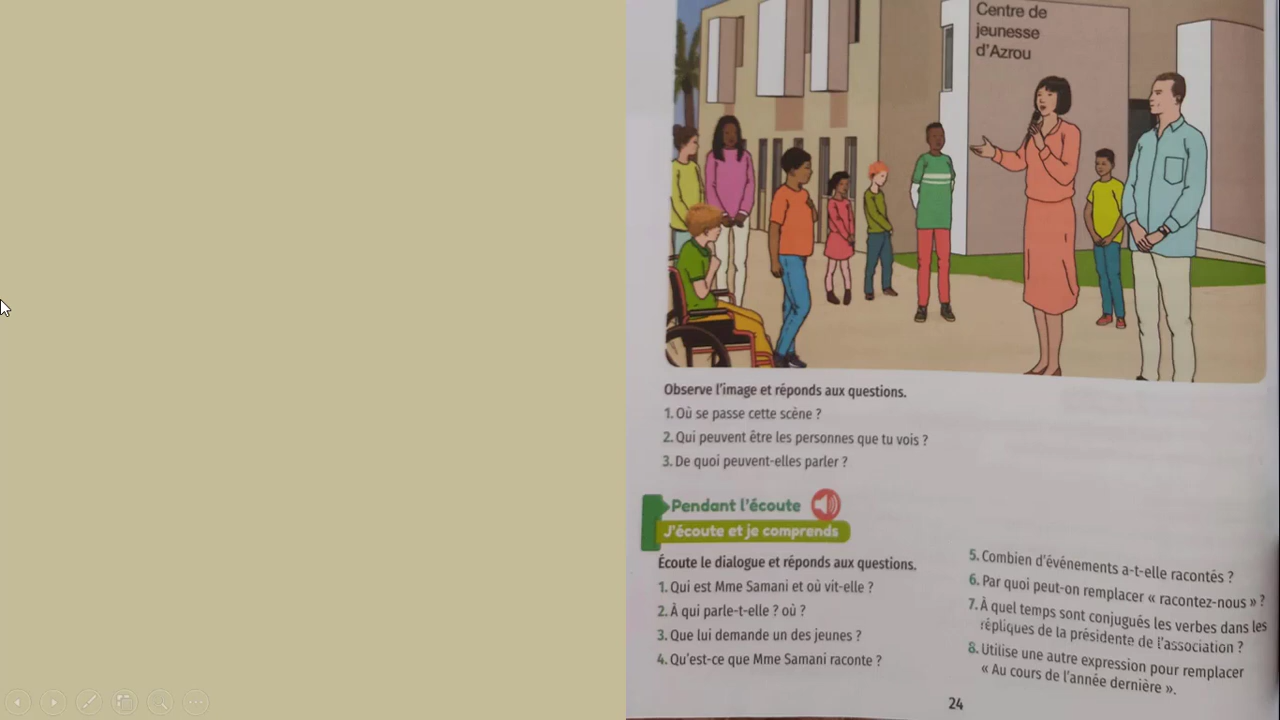 Centre de
jeunesse
d'Azrou
Observe l'image et réponds aux questions.
1. Où se passe cette scène ?
2. Qui peuvent être les personnes que tu vois ?
3. De quoi peuvent-elles parler ?
Pendant l'écoute
J'écoute et je comprends
Écoute le dialogue et réponds aux questions.
1. Qui est Mme Samani et où vit-elle ?
2. À qui parle-t-elle ? où ?
3. Que lui demande un des jeunes ?
4. Qu'est-ce que Mme Samani raconte ?
5. Combien d'événements a-t-elle racontés ?
6. Par quoi peut-on remplacer « racontez-nous » ?
7. À quel temps sont conjugués les verbes dans les
répliques de la présidente de l'association ?
8. Utilise une autre expression pour remplacer
« Au cours de l'année dernière ».
24